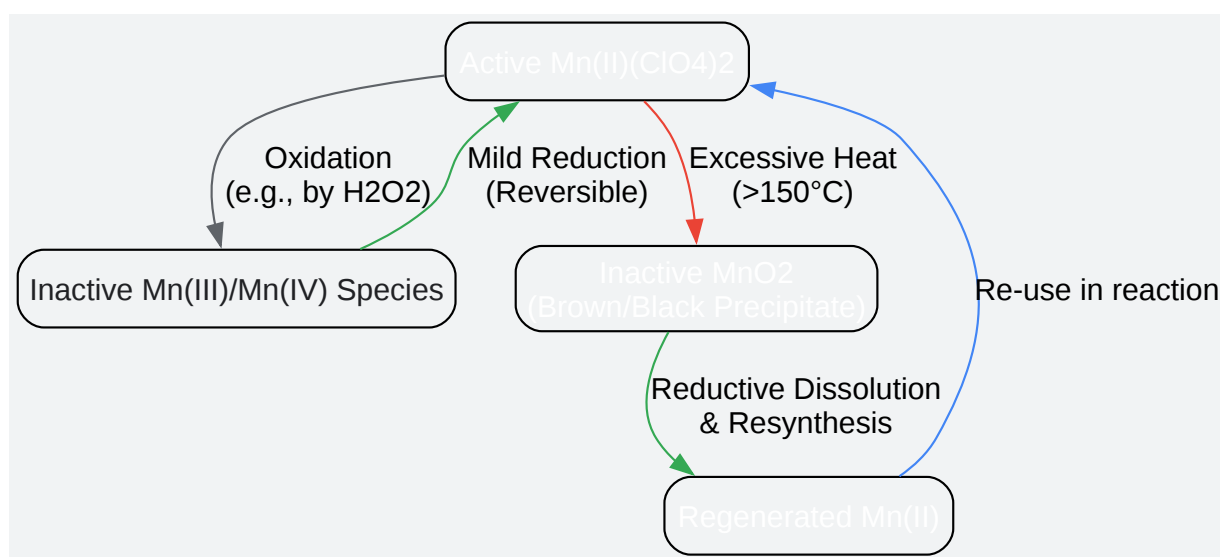 Active Mn(II)(ClO4)2
Oxidation
(e.g., by H2O2)
Mild Reduction
(Reversible)
Excessive Heat
(>150°C)
Inactive Mn(III)/Mn(IV) Species
Inactive MnO2
(Brown/Black Precipitate)
Re-use in reaction
Reductive Dissolution
& Resynthesis
Regenerated Mn(II)